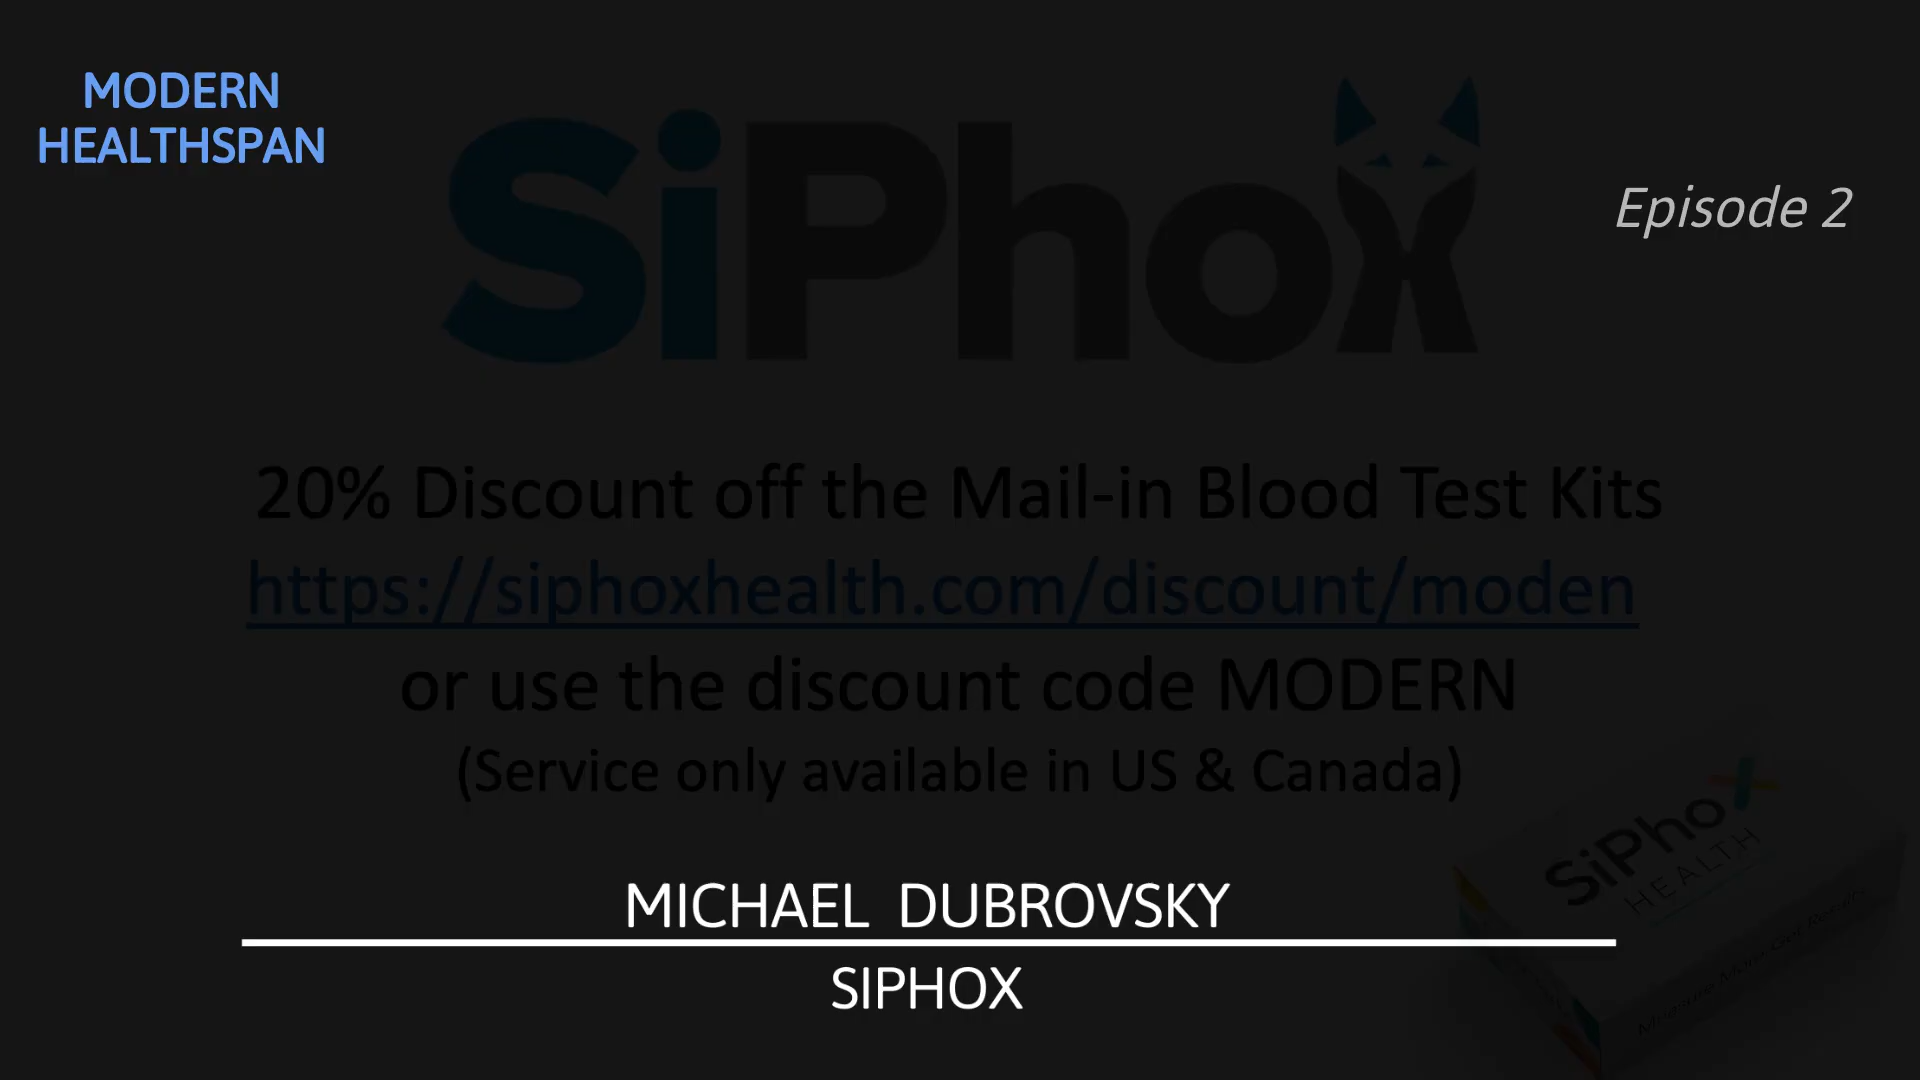 MODERN
HEALTHSPAN
SiPhox
Episode 2
20% Discount off the Mail-in Blood Test Kits
https://siphoxhealth.com/discount/moden
or use the discount code MODERN
(Service only available in US & Canada)
SiPhoX
HEALTH
MICHAEL DUBROVSKY
SIPHOX